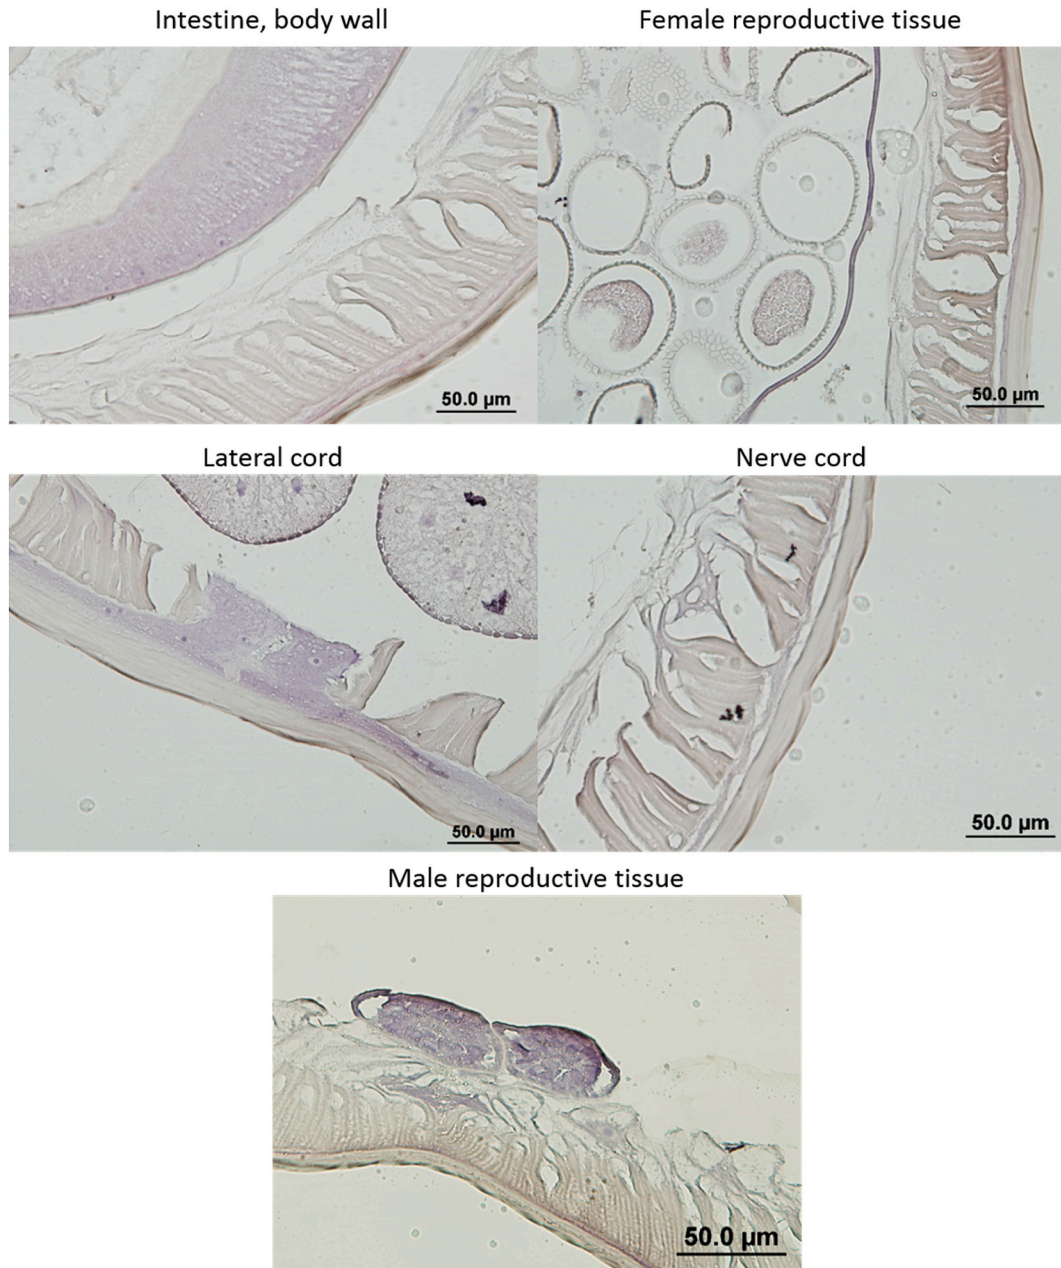 Intestine, body wall
Female reproductive tissue
50.0 µm
50.0 µm
Lateral cord
Nerve cord
50.0 µm
50.0 µm
Male reproductive tissue
50.0 µm